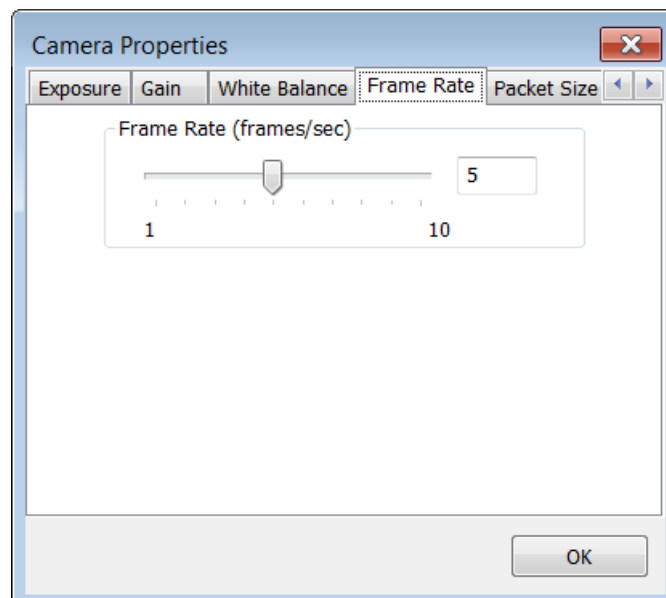 Camera Properties
Exposure Gain White Balance Frame Rate Packet Size
Frame Rate (frames/sec)
5
1 10
OK